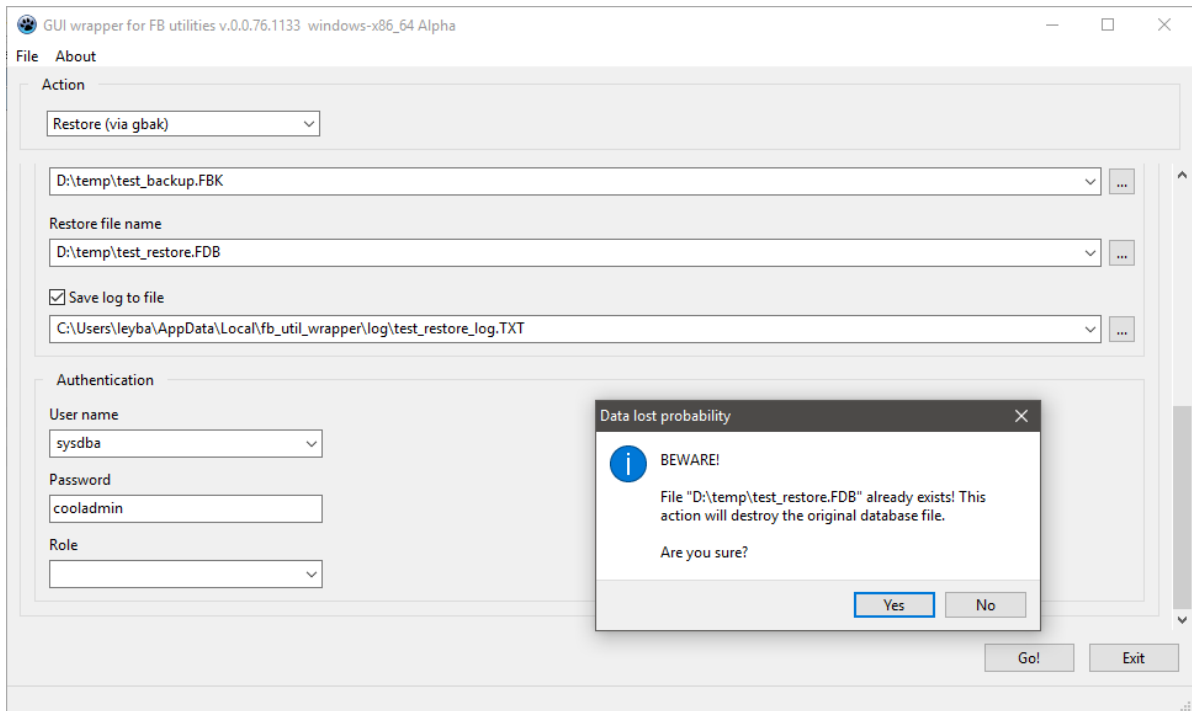 GUI wrapper for FB utilities v.0.0.76.1133 windows-x86_64 Alpha
File About
Action
Restore (via gbak)
D:\temp\test_backup.FBK
...
Restore file name
D:\temp\test_restore.FDB
...
Save log to file
C:\Users\leyba\AppData\Local\fb_util_wrapper\log\test_restore_log.TXT
...
Authentication
User name
sysdba
Password
cooladmin
Role
Data lost probability
BEWARE!
File "D:\temp\test_restore.FDB" already exists! This
action will destroy the original database file.
Are you sure?
Yes No
Go! Exit